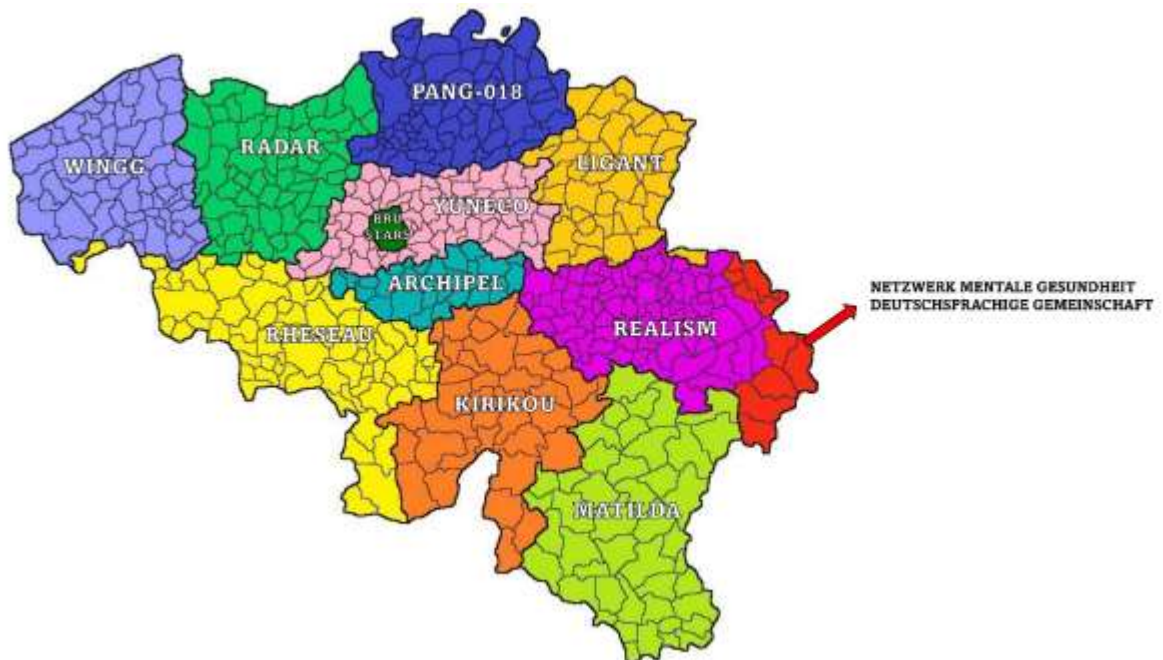 PANG-018
WINGG
RADAR
LIGANT
YUNECO
BRU
STARS
ARCHIPEL
NETZWERK MENTALE GESUNDHEIT
DEUTSCHSPRACHIGE GEMEINSCHAFT
RHESEAU
REALISM
KIRIKOU
MATILDA